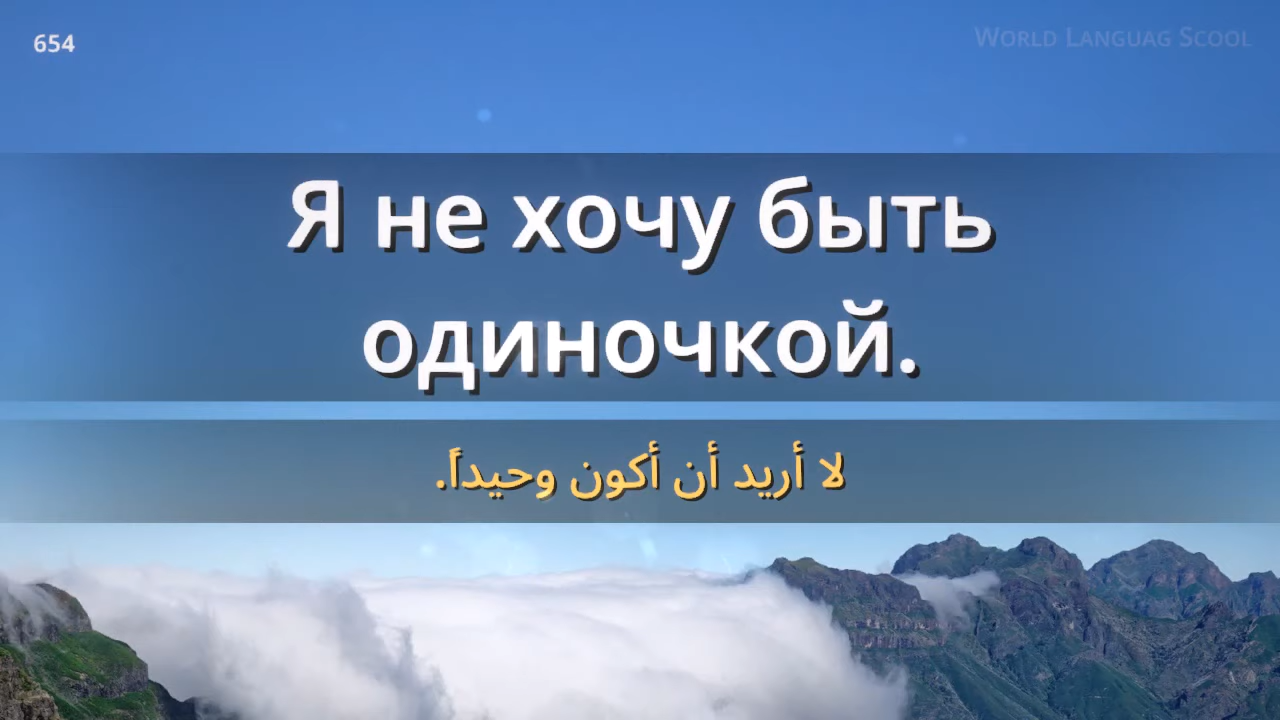 654
World Languag Scool
Я не хочу быть
одиночкой.
لا أريد أن أكون وحيداً.